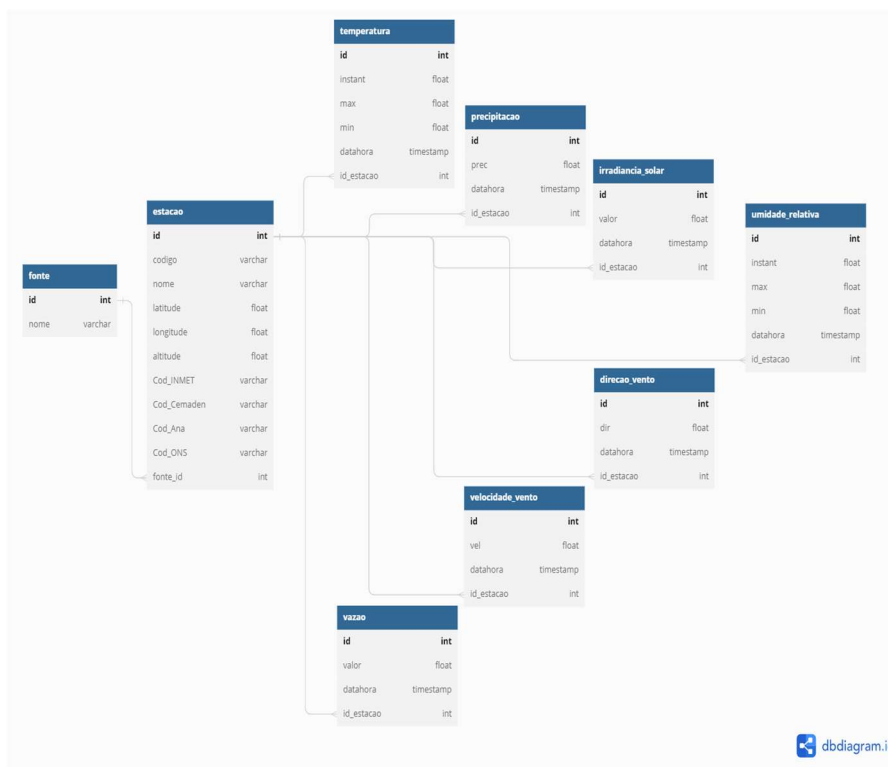 temperatura
id int
instant float
max float
min float
datahora timestamp
id_estacao int
precipitacao
id int
prec float
datahora timestamp
id_estacao int
irradiancia_solar
id int
valor float
datahora timestamp
id_estacao int
umidade_relativa
id int
instant float
max float
min float
datahora timestamp
id_estacao int
estacao
id int
codigo varchar
nome varchar
latitude float
longitude float
altitude float
Cod_INMET varchar
Cod_Cemaden varchar
Cod_Ana varchar
Cod_ONS varchar
fonte_id int
fonte
id int
nome varchar
direcao_vento
id int
dir float
datahora timestamp
id_estacao int
velocidade_vento
id int
vel float
datahora timestamp
id_estacao int
vazao
id int
valor float
datahora timestamp
id_estacao int
dbdiagram.i